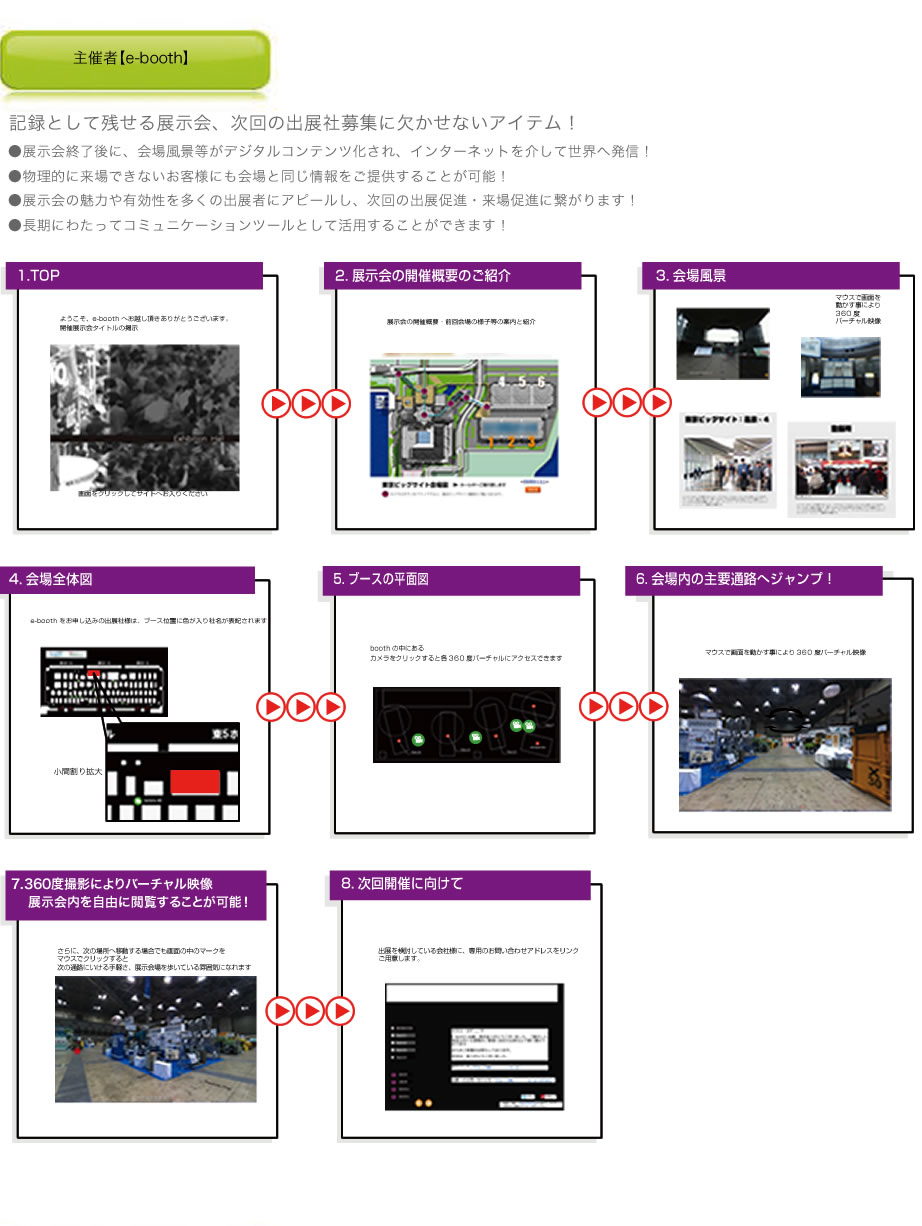 主催者【e-booth】
記録として残せる展示会、次回の出展社募集に欠かせないアイテム！
●展示会終了後に、会場風景等がデジタルコンテンツ化され、インターネットを介して世界へ発信！
●物理的に来場できないお客様にも会場と同じ情報をご提供することが可能！
●展示会の魅力や有効性を多くの出展者にアピールし、次回の出展促進・来場促進に繋がります！
●長期にわたってコミュニケーションツールとして活用することができます！
1.TOP
ようこそ、e-booth へお越し頂きありがとうございます。
開催展示会タイトルの掲示
画面をクリックしてサイトへお入りください
2. 展示会の開催概要のご紹介
展示会の開催概要・前回会場の様子等の案内と紹介
4 5 6
1 2 3
東京ビッグサイト会場図
3. 会場風景
マウスで画面を
動かす事により
360 度
バーチャル映像
4. 会場全体図
e-booth をお申し込みの出展社様は、ブース位置に色が入り社名が表記されます
東5ホ
小間割り拡大
5. ブースの平面図
booth の中にある
カメラをクリックすると各360 度バーチャルにアクセスできます
6. 会場内の主要通路へジャンプ！
マウスで画面を動かす事により360 度バーチャル映像
7.360度撮影によりバーチャル映像
展示会内を自由に閲覧することが可能！
さらに、次の場所へ移動する場合でも画面の中のマークを
マウスでクリックすると
次の通路にいける手軽さ、展示会場を歩いている雰囲気になれます
8. 次回開催に向けて
出展を検討している会社様に、専用のお問い合わせアドレスをリンク
ご用意します。